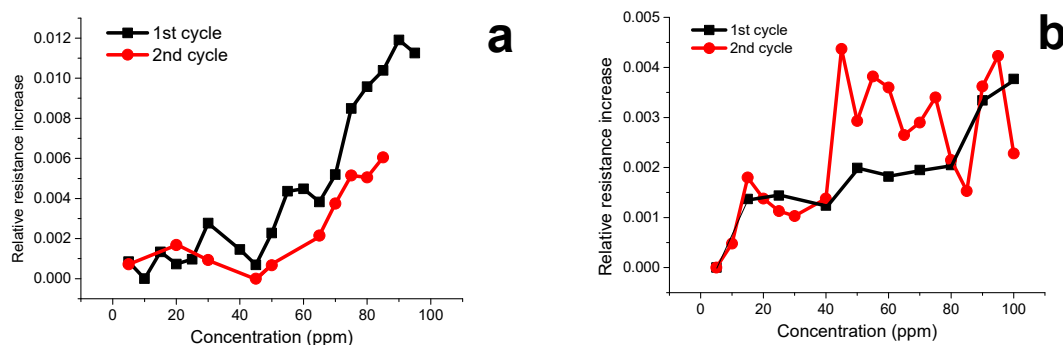 a
1st cycle
2nd cycle
Relative resistance increase
0.012
0.010
0.008
0.006
0.004
0.002
0.000
0 20 40 60 80 100
Concentration (ppm)
b
1st cycle
2nd cycle
Relative resistance increase
0.005
0.004
0.003
0.002
0.001
0.000
0 20 40 60 80 100
Concentration (ppm)